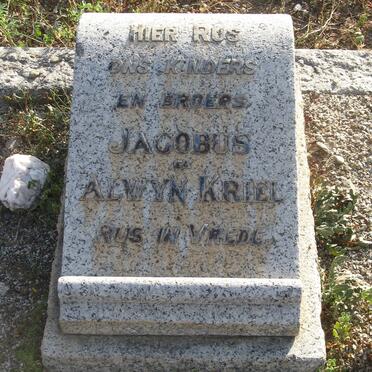 HIER RUS
ONS KINDERS
EN BROERS
JACOBUS
EN
ALWYN KRIEL
RUS IN VREDE